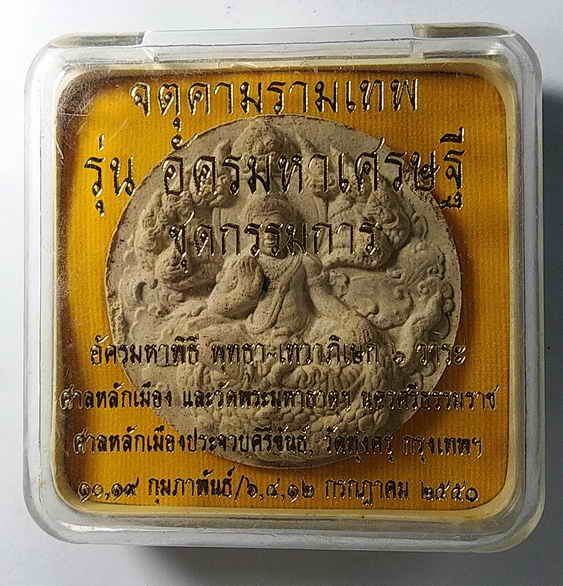 จตุคามรามเทพ
รุ่น อัครมหาเศรษฐี
ชุดกรรมการ
อัครมหาพิธี พุทธา-เทวาภิเษก ๖ วาระ
ศาลหลักเมือง และวัดพระมหาธาตุฯ นครศรีธรรมราช
ศาลหลักเมืองประจวบคีรีขันธ์, วัดทุ่งครุ กรุงเทพฯ
๑๐,๑๙ กุมภาพันธ์/๖,๘,๑๒ กรกฎาคม ๒๕๕๐